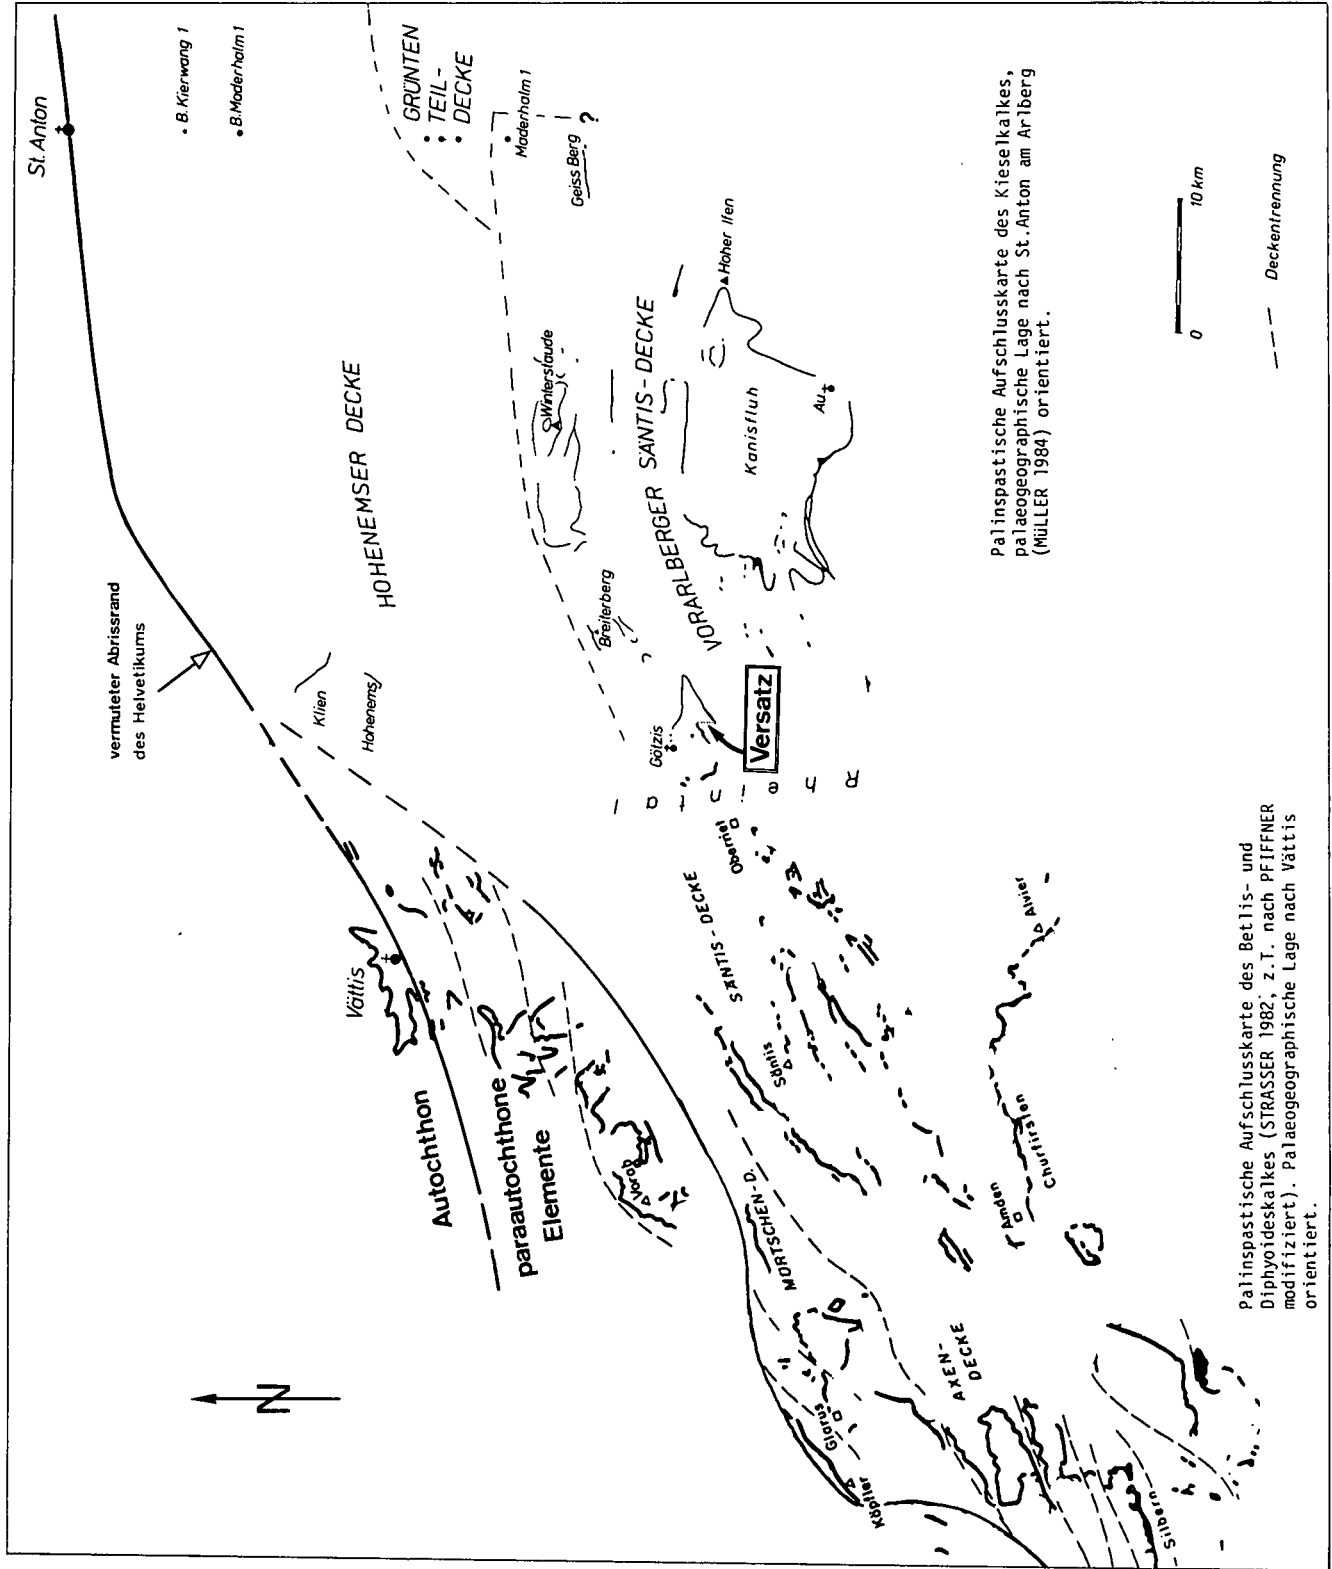 St. Anton
B. Kierwang 1
B. Maderhalm 1
GRÜNTEN
TEIL-
DECKE
Maderhalm 1
Geiss Berg
?
HOHENEMSER DECKE
vermuteter Abrissrand
des Helvetikums
Klien
Hohenems
Winterstaude
Hoher Ifen
VORARLBERGER SÄNTIS-DECKE
Kanisfluh
Au
Breiterberg
Götzis
Versatz
Oberriet
Vättis
N
Autochthon
paraautochthone
Elemente
Vorab
SÄNTIS-DECKE
Säntis
Alvier
Churfirsten
Amden
MÜRTSCHEN-D.
Glarus
Köpfler
AXEN-
DECKE
Silbern
Palinspastische Aufschlusskarte des Kieselkalkes,
palaeogeographische Lage nach St.Anton am Arlberg
(MüLLER 1984) orientiert.
0 10 km
Deckentrennung
Palinspastische Aufschlusskarte des Betlis- und
Diphyoideskalkes (STRASSER 1982, z.T. nach PFIFFNER
modifiziert). Palaeogeographische Lage nach Vättis
orientiert.